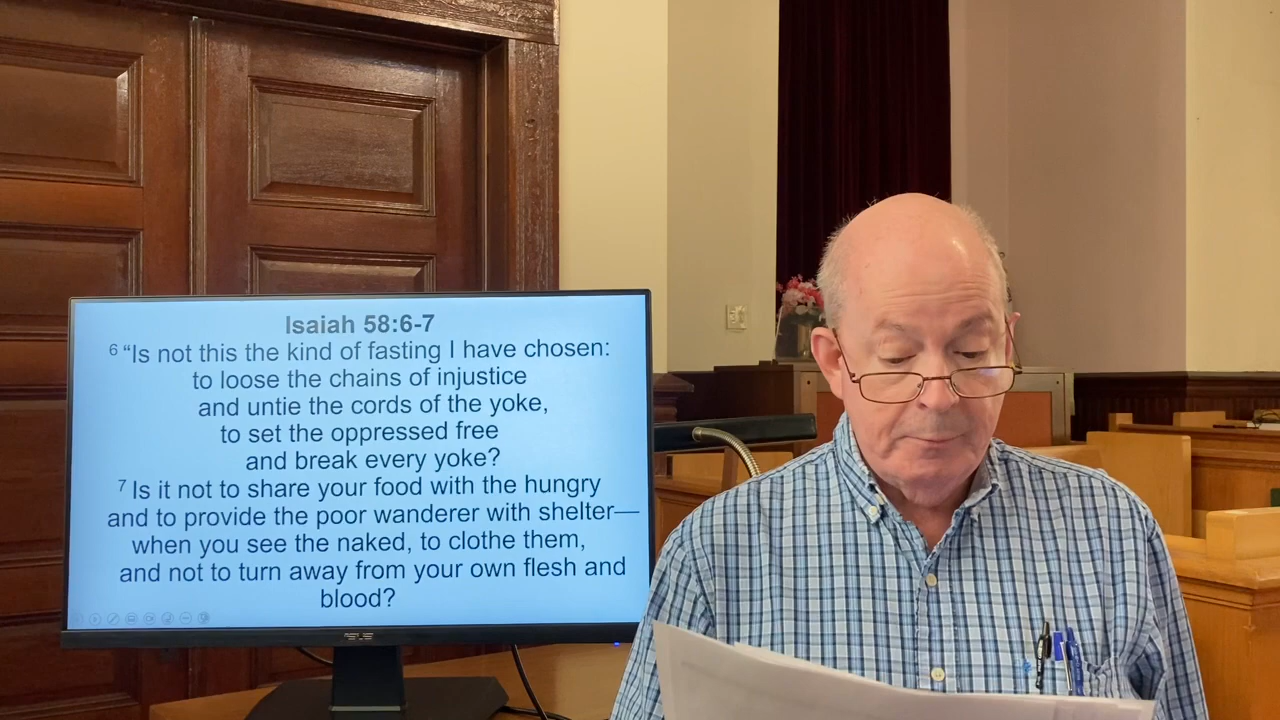 Isaiah 58:6-7
6 “Is not this the kind of fasting I have chosen:
to loose the chains of injustice
and untie the cords of the yoke,
to set the oppressed free
and break every yoke?
7 Is it not to share your food with the hungry
and to provide the poor wanderer with shelter—
when you see the naked, to clothe them,
and not to turn away from your own flesh and
blood?
ASUS